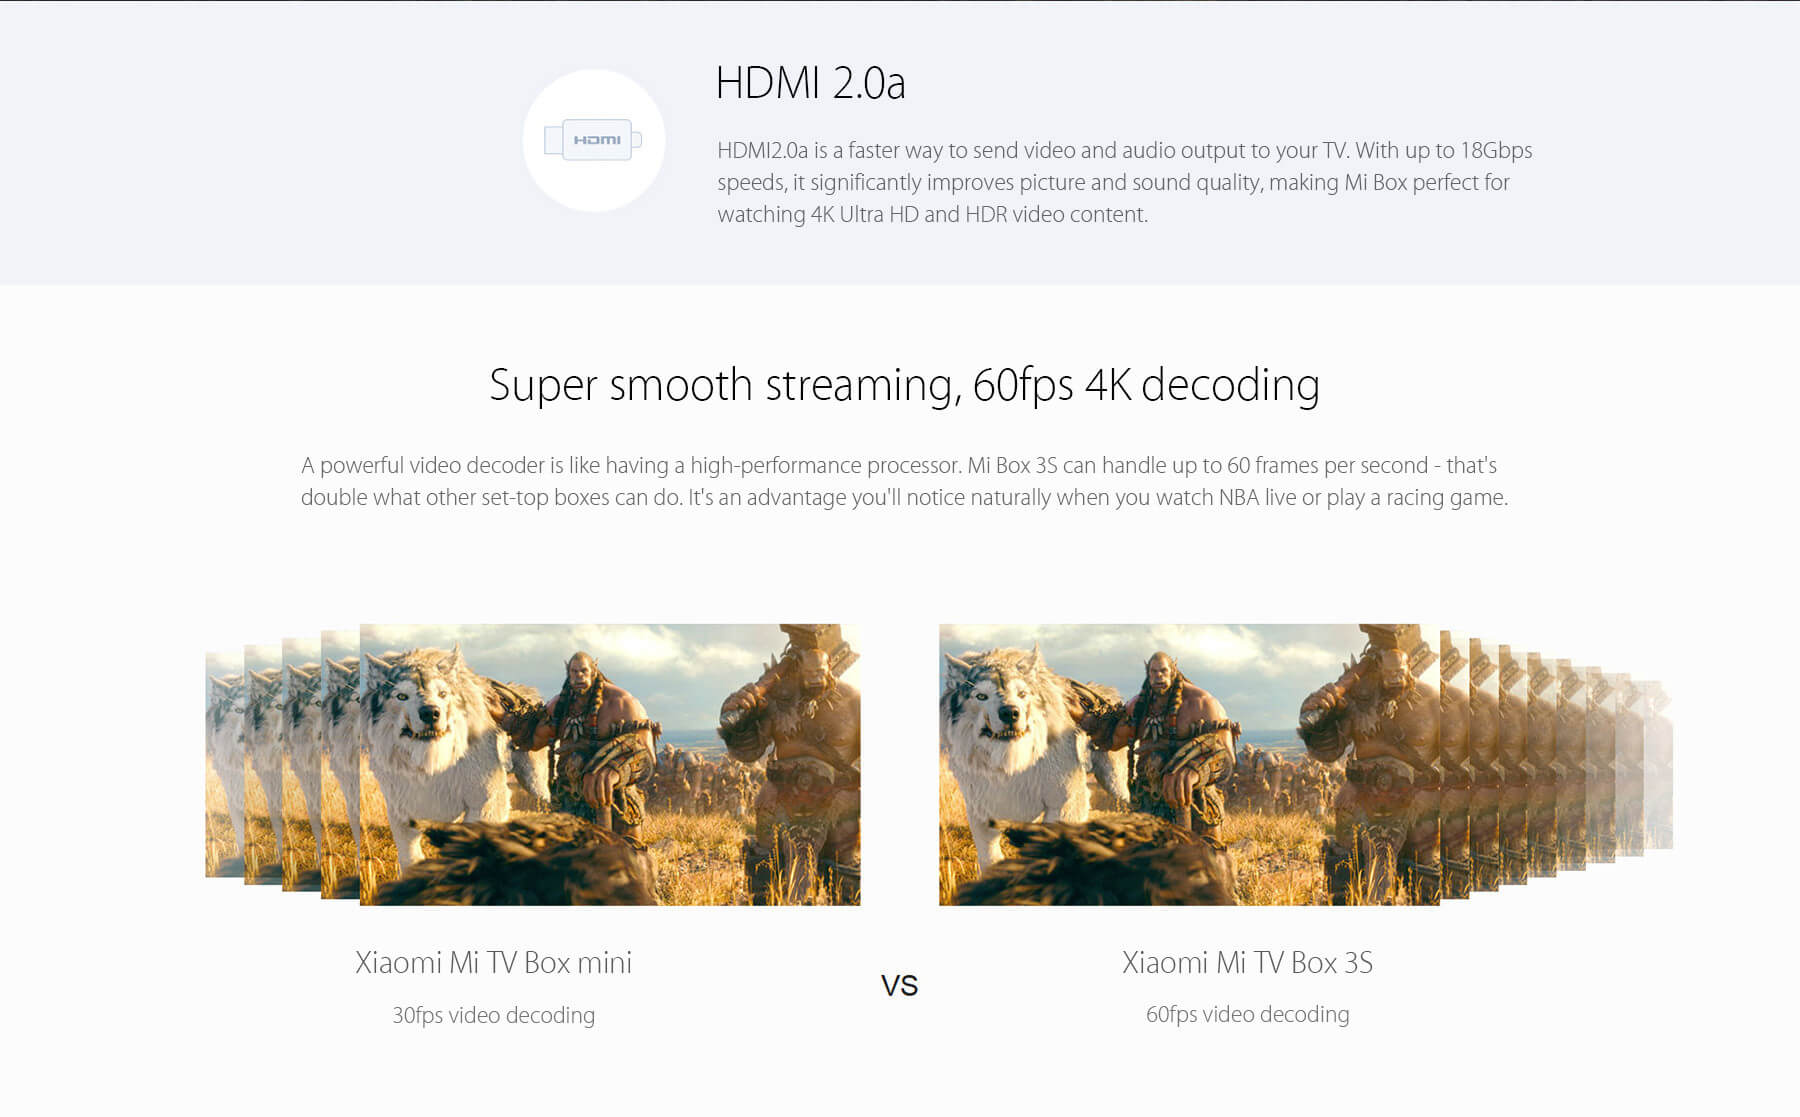 HDMI 2.0a
HDMI
HDMI2.0a is a faster way to send video and audio output to your TV. With up to 18Gbps
speeds, it significantly improves picture and sound quality, making Mi Box perfect for
watching 4K Ultra HD and HDR video content.
Super smooth streaming, 60fps 4K decoding
A powerful video decoder is like having a high-performance processor. Mi Box 3S can handle up to 60 frames per second - that's
double what other set-top boxes can do. It's an advantage you'll notice naturally when you watch NBA live or play a racing game.
Xiaomi Mi TV Box mini
30fps video decoding
VS
Xiaomi Mi TV Box 3S
60fps video decoding